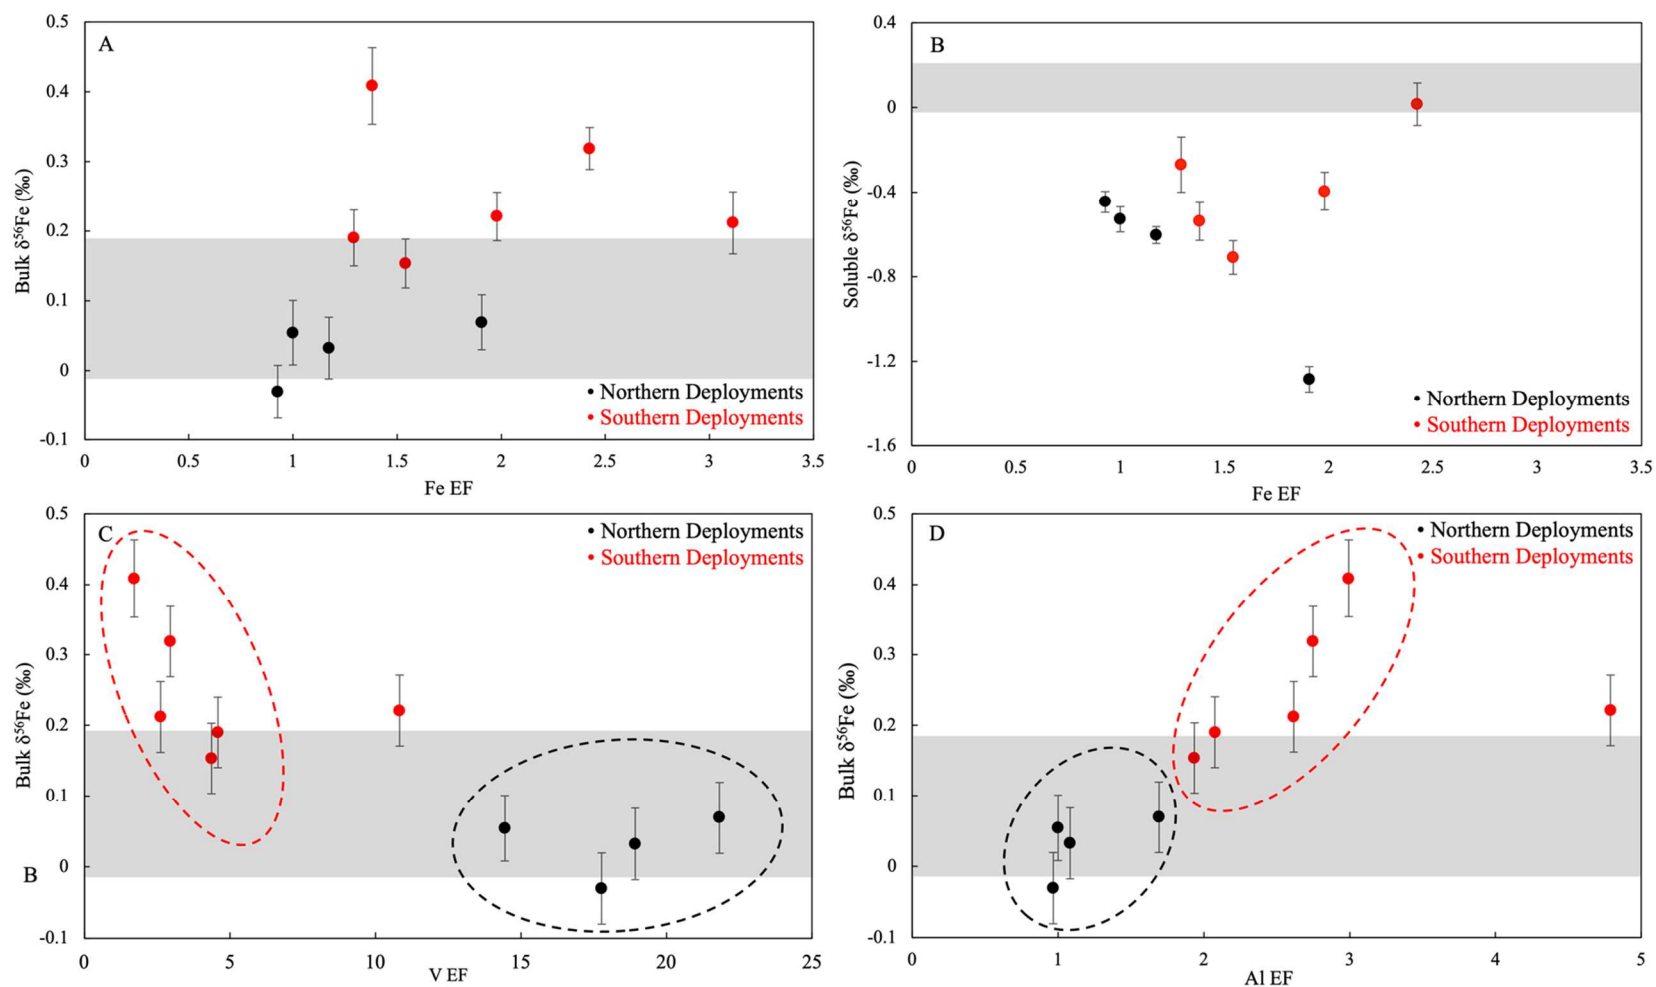 A
0.5
0.4
0.3
0.2
0.1
0
-0.1
Bulk δ⁵⁶Fe (‰)
Northern Deployments
Southern Deployments
0 0.5 1 1.5 2 2.5 3 3.5
Fe EF
B
0.4
0
-0.4
-0.8
-1.2
-1.6
Soluble δ⁵⁶Fe (‰)
Northern Deployments
Southern Deployments
0 0.5 1 1.5 2 2.5 3 3.5
Fe EF
C
0.5
0.4
0.3
0.2
0.1
0
-0.1
Bulk δ⁵⁶Fe (‰)
B
Northern Deployments
Southern Deployments
0 5 10 15 20 25
V EF
D
0.5
0.4
0.3
0.2
0.1
0
-0.1
Bulk δ⁵⁶Fe (‰)
Northern Deployments
Southern Deployments
0 1 2 3 4 5
Al EF